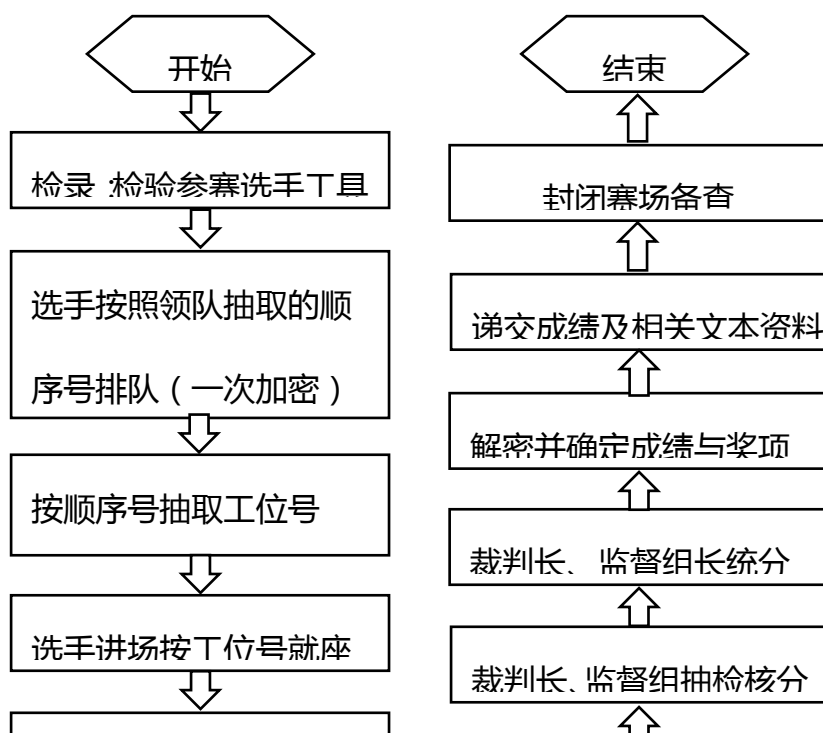 开始
检录：检验参赛选手工具
选手按照领队抽取的顺
序号排队（一次加密）
按顺序号抽取工位号
选手进场按工位号就座
结束
封闭赛场备查
递交成绩及相关文本资料
解密并确定成绩与奖项
裁判长、监督组长统分
裁判长、监督组抽检核分